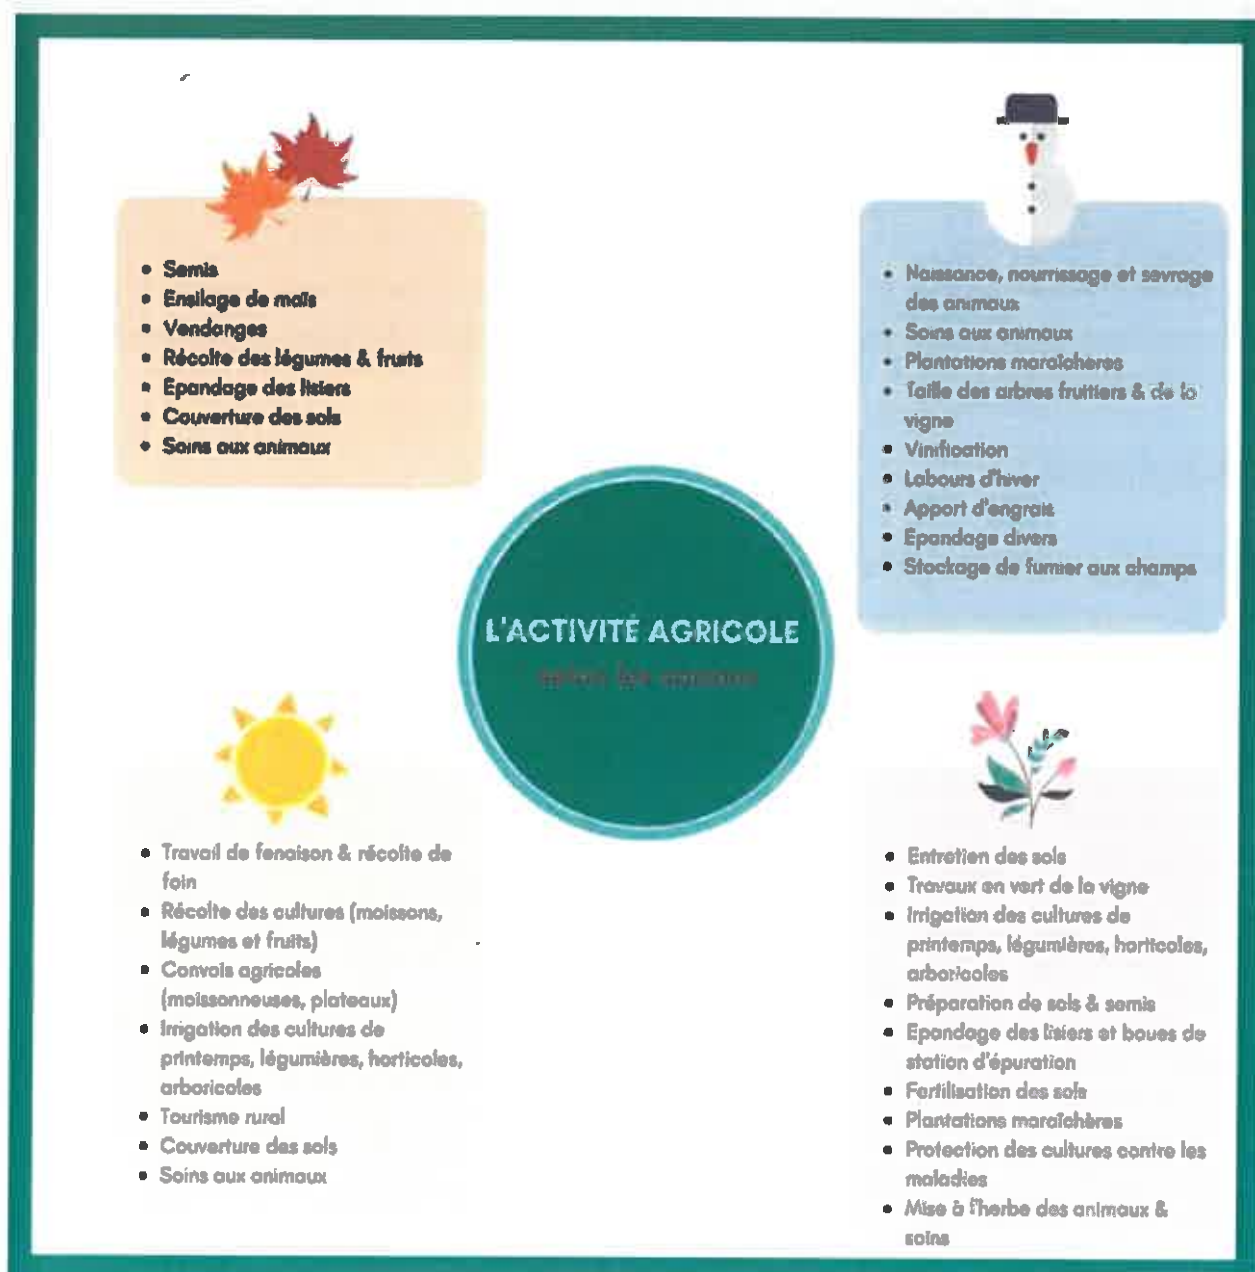 Semis
Ensilage de maïs
Vendanges
Récolte des légumes & fruits
Epandage des lisiers
Couverture des sols
Soins aux animaux
Naissance, nourrissage et sevrage
des animaux
Soins aux animaux
Plantations maraîchères
Taille des arbres fruitiers & de la
vigne
Vinification
Labours d'hiver
Apport d'engrais
Epandage divers
Stockage de fumier aux champs
L'ACTIVITÉ AGRICOLE
selon les saisons
Travail de fenaison & récolte de
foin
Récolte des cultures (moissons,
légumes et fruits)
Convois agricoles
(moissonneuses, plateaux)
Irrigation des cultures de
printemps, légumières, horticoles,
arboricoles
Tourisme rural
Couverture des sols
Soins aux animaux
Entretien des sols
Travaux en vert de la vigne
Irrigation des cultures de
printemps, légumières, horticoles,
arboricoles
Préparation de sols & semis
Epandage des lisiers et boues de
station d'épuration
Fertilisation des sols
Plantations maraîchères
Protection des cultures contre les
maladies
Mise à l'herbe des animaux &
soins